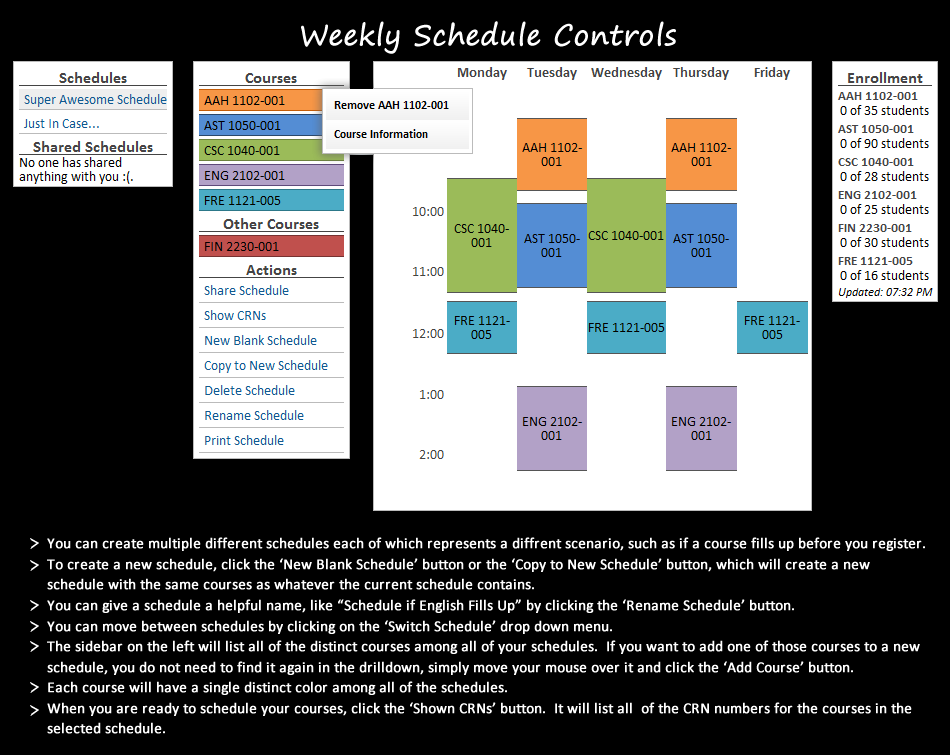 Weekly Schedule Controls
Schedules
Super Awesome Schedule
Just In Case...
Shared Schedules
No one has shared
anything with you :(.
Courses
AAH 1102-001
AST 1050-001
CSC 1040-001
ENG 2102-001
FRE 1121-005
Other Courses
FIN 2230-001
Actions
Share Schedule
Show CRNs
New Blank Schedule
Copy to New Schedule
Delete Schedule
Rename Schedule
Print Schedule
Remove AAH 1102-001
Course Information
Monday Tuesday Wednesday Thursday Friday
AAH 1102-
001
AAH 1102-
001
10:00
CSC 1040-
001
AST 1050-
001
CSC 1040-001
AST 1050-
001
11:00
FRE 1121-
005
FRE 1121-005
FRE 1121-
005
12:00
1:00
ENG 2102-
001
ENG 2102-
001
2:00
Enrollment
AAH 1102-001
0 of 35 students
AST 1050-001
0 of 90 students
CSC 1040-001
0 of 28 students
ENG 2102-001
0 of 25 students
FIN 2230-001
0 of 30 students
FRE 1121-005
0 of 16 students
Updated: 07:32 PM
> You can create multiple different schedules each of which represents a diffrent scenario, such as if a course fills up before you register.
> To create a new schedule, click the ‘New Blank Schedule’ button or the ‘Copy to New Schedule’ button, which will create a new
schedule with the same courses as whatever the current schedule contains.
> You can give a schedule a helpful name, like “Schedule if English Fills Up” by clicking the ‘Rename Schedule’ button.
> You can move between schedules by clicking on the ‘Switch Schedule’ drop down menu.
> The sidebar on the left will list all of the distinct courses among all of your schedules. If you want to add one of those courses to a new
schedule, you do not need to find it again in the drilldown, simply move your mouse over it and click the ‘Add Course’ button.
> Each course will have a single distinct color among all of the schedules.
> When you are ready to schedule your courses, click the ‘Shown CRNs’ button. It will list all of the CRN numbers for the courses in the
selected schedule.